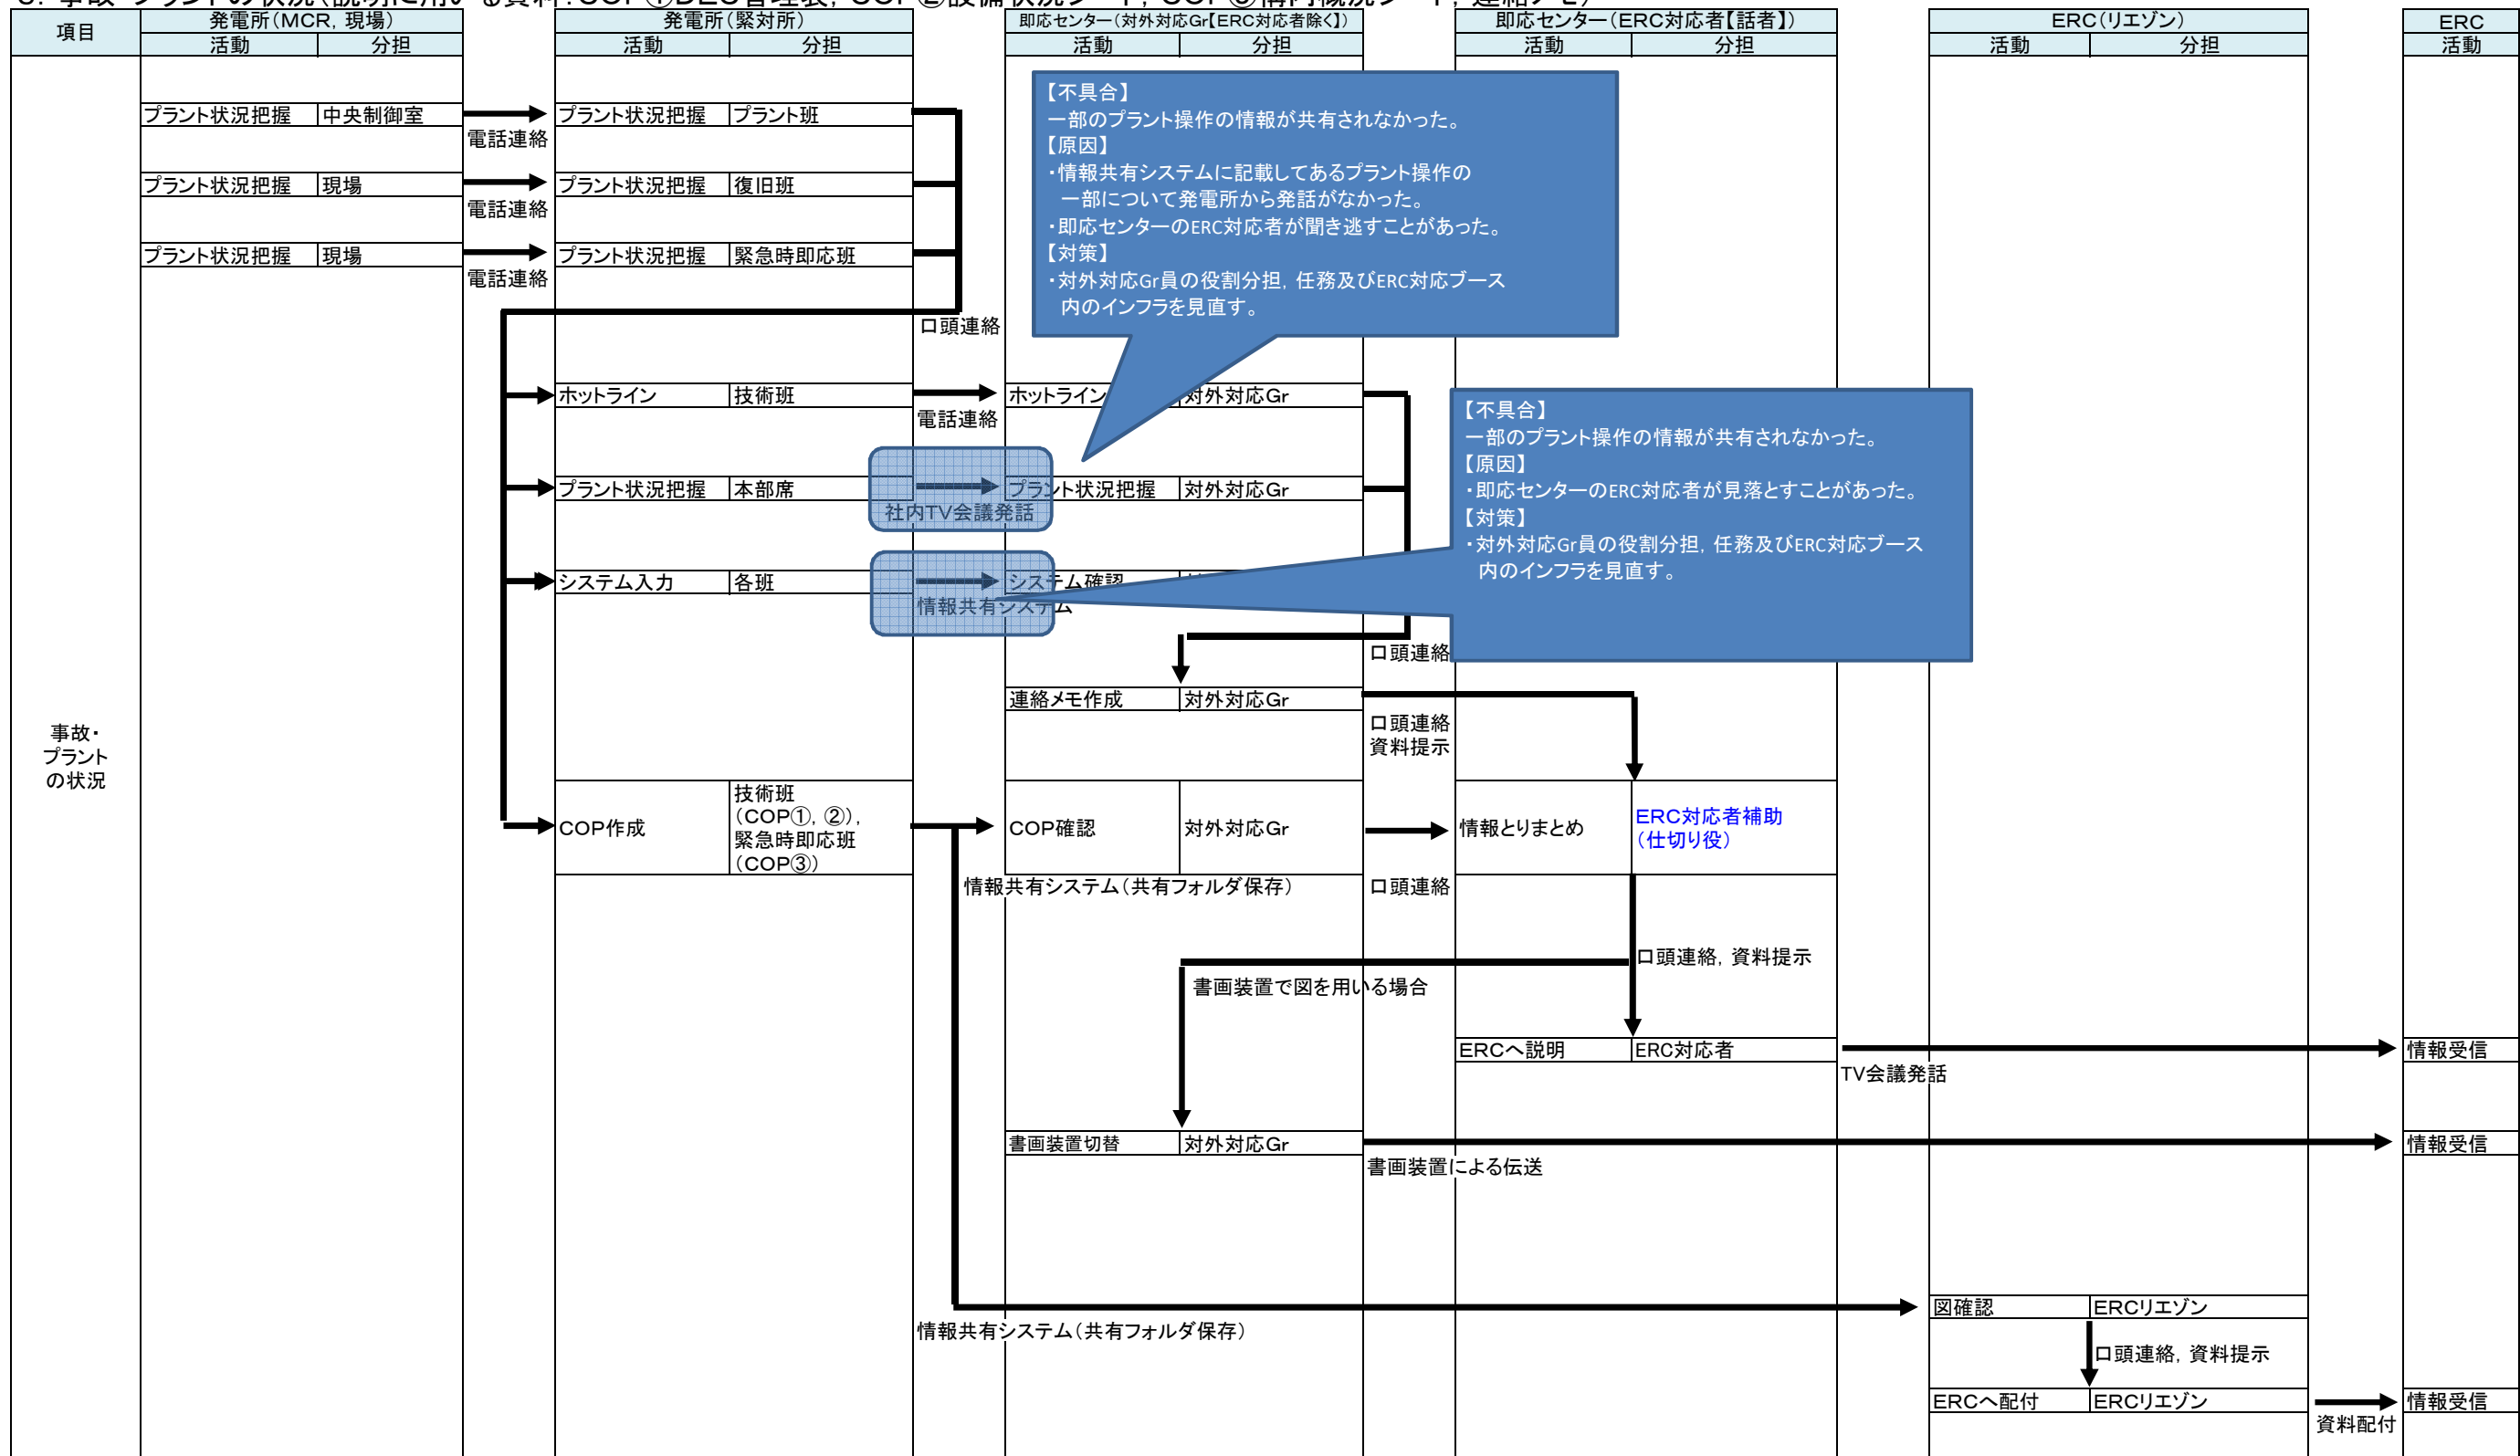 項目
発電所(MCR, 現場)
発電所(緊対所)
即応センター(対外対応Gr【ERC対応者除く】)
即応センター(ERC対応者【話者】)
ERC(リエゾン)
ERC
活動 分担
活動 分担
活動 分担
活動 分担
活動 分担
活動
【不具合】
一部のプラント操作の情報が共有されなかった。
【原因】
・情報共有システムに記載してあるプラント操作の
一部について発電所から発話がなかった。
・即応センターのERC対応者が聞き逃すことがあった。
【対策】
・対外対応Gr員の役割分担, 任務及びERC対応ブース
内のインフラを見直す。
プラント状況把握 中央制御室
電話連絡
プラント状況把握 プラント班
プラント状況把握 現場
電話連絡
プラント状況把握 復旧班
プラント状況把握 現場
電話連絡
プラント状況把握 緊急時即応班
口頭連絡
ホットライン 技術班
電話連絡
ホットライン 対外対応Gr
【不具合】
一部のプラント操作の情報が共有されなかった。
【原因】
・即応センターのERC対応者が見落とすことがあった。
【対策】
・対外対応Gr員の役割分担, 任務及びERC対応ブース
内のインフラを見直す。
プラント状況把握 本部席
社内TV会議発話
プラント状況把握 対外対応Gr
システム入力 各班
情報共有システム
システム確認
口頭連絡
連絡メモ作成 対外対応Gr
口頭連絡
資料提示
事故・
プラント
の状況
COP作成
技術班
(COP①, ②),
緊急時即応班
(COP③)
COP確認 対外対応Gr
情報とりまとめ
ERC対応者補助
(仕切り役)
情報共有システム(共有フォルダ保存)
口頭連絡
口頭連絡, 資料提示
書画装置で図を用いる場合
ERCへ説明 ERC対応者
TV会議発話
情報受信
書画装置切替 対外対応Gr
書画装置による伝送
情報受信
図確認 ERCリエゾン
情報共有システム(共有フォルダ保存)
口頭連絡, 資料提示
ERCへ配付 ERCリエゾン
資料配付
情報受信